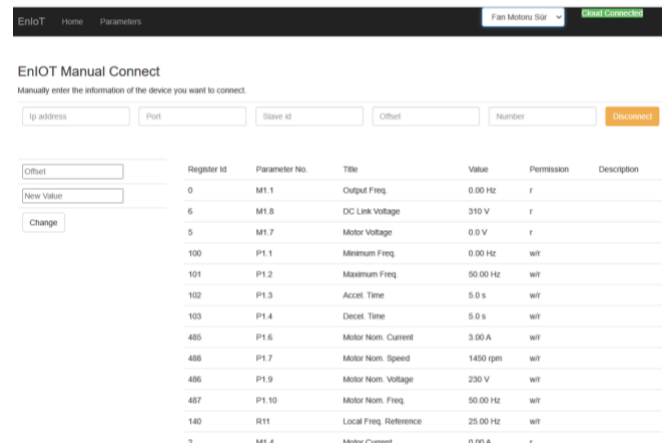 EnIoT Home Parameters Fan Motoru Sür Cloud Connected
EnIOT Manual Connect
Manually enter the information of the device you want to connect.
Ip address Port Slave id Offset Number Disconnect
Offset
New Value
Change
Register Id Parameter No. Title Value Permission Description
0 M1.1 Output Freq. 0.00 Hz r
6 M1.8 DC Link Voltage 310 V r
5 M1.7 Motor Voltage 0.0 V r
100 P1.1 Minimum Freq. 0.00 Hz w/r
101 P1.2 Maximum Freq. 50.00 Hz w/r
102 P1.3 Accel. Time 5.0 s w/r
103 P1.4 Decel. Time 5.0 s w/r
485 P1.6 Motor Nom. Current 3.00 A w/r
488 P1.7 Motor Nom. Speed 1450 rpm w/r
486 P1.9 Motor Nom. Voltage 230 V w/r
487 P1.10 Motor Nom. Freq. 50.00 Hz w/r
140 R11 Local Freq. Reference 25.00 Hz w/r
2 M1.4 Motor Current 0.00 A r